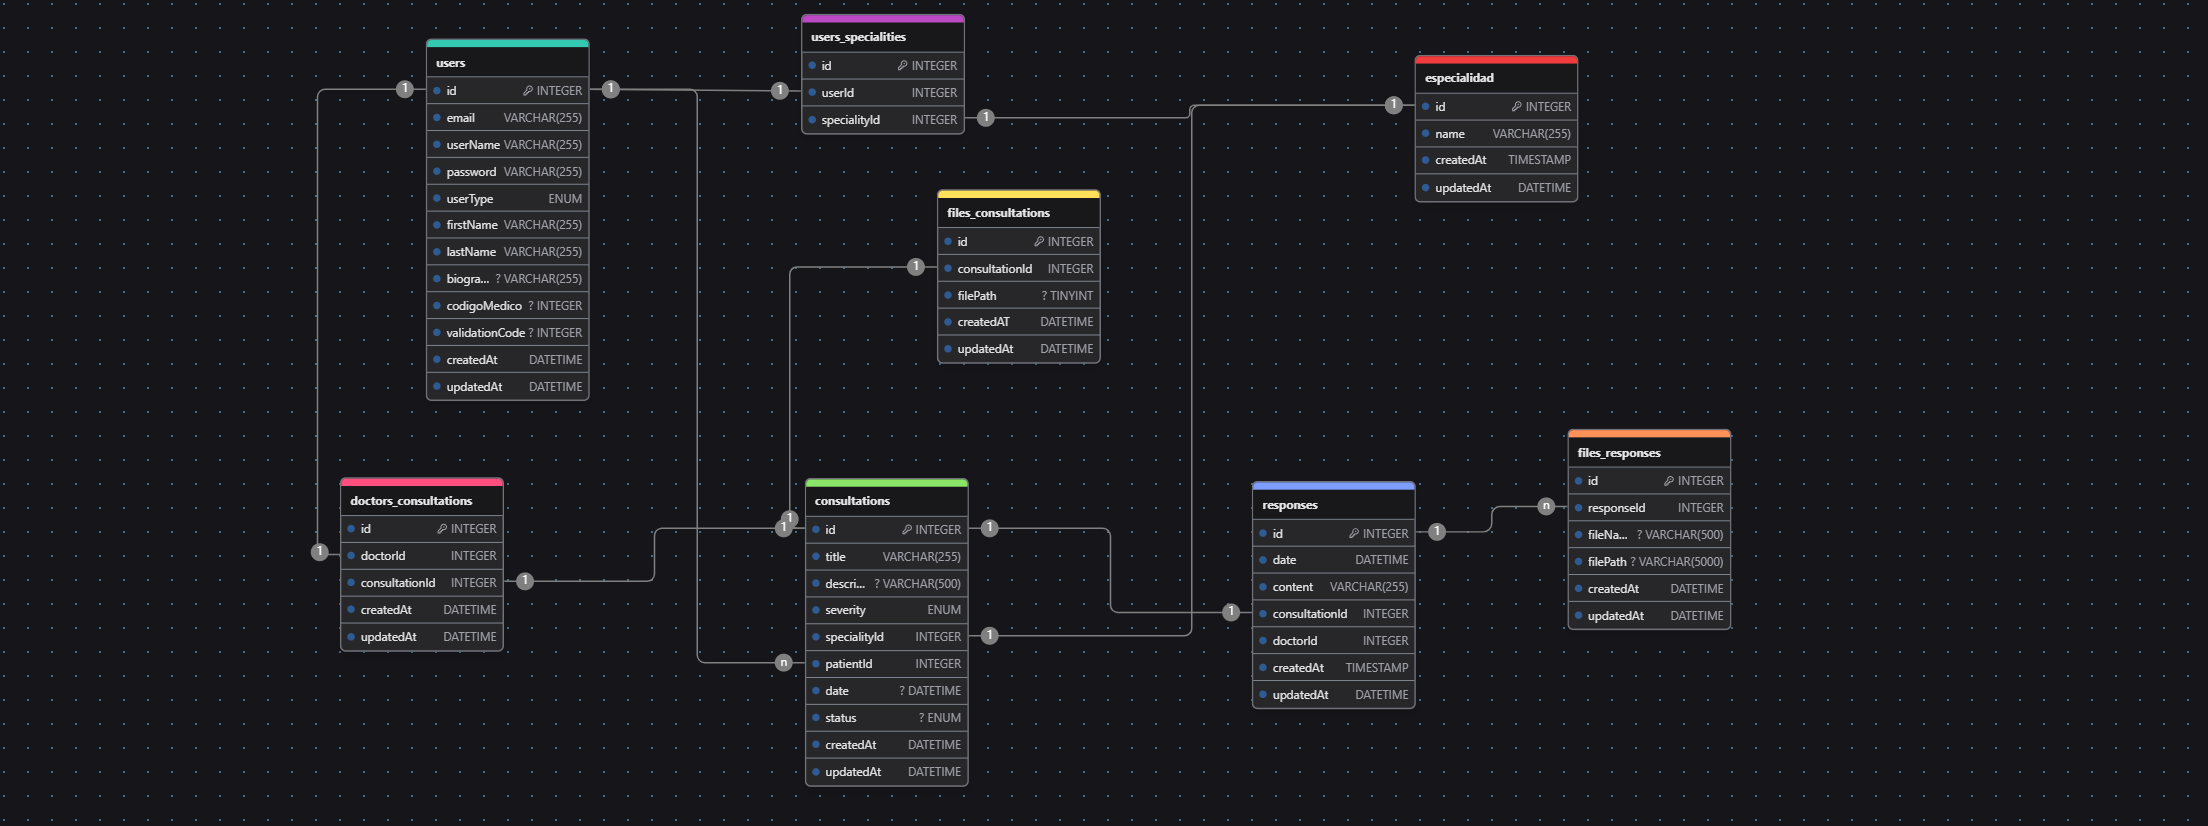 users
id INTEGER
email VARCHAR(255)
userName VARCHAR(255)
password VARCHAR(255)
userType ENUM
firstName VARCHAR(255)
lastName VARCHAR(255)
biogra... ? VARCHAR(255)
codigoMedico ? INTEGER
validationCode ? INTEGER
createdAt DATETIME
updatedAt DATETIME
1
1
users_specialities
id INTEGER
userId INTEGER
specialityId INTEGER
1
1
especialidad
id INTEGER
name VARCHAR(255)
createdAt TIMESTAMP
updatedAt DATETIME
1
files_consultations
id INTEGER
consultationId INTEGER
filePath ? TINYINT
createdAT DATETIME
updatedAt DATETIME
1
doctors_consultations
id INTEGER
doctorId INTEGER
consultationId INTEGER
createdAt DATETIME
updatedAt DATETIME
1
1
consultations
id INTEGER
title VARCHAR(255)
descri... ? VARCHAR(500)
severity ENUM
specialityId INTEGER
patientId INTEGER
date ? DATETIME
status ? ENUM
createdAt DATETIME
updatedAt DATETIME
1
1
1
1
n
responses
id INTEGER
date DATETIME
content VARCHAR(255)
consultationId INTEGER
doctorId INTEGER
createdAt TIMESTAMP
updatedAt DATETIME
1
1
files_responses
id INTEGER
responseId INTEGER
fileNa... ? VARCHAR(500)
filePath ? VARCHAR(5000)
createdAt DATETIME
updatedAt DATETIME
n